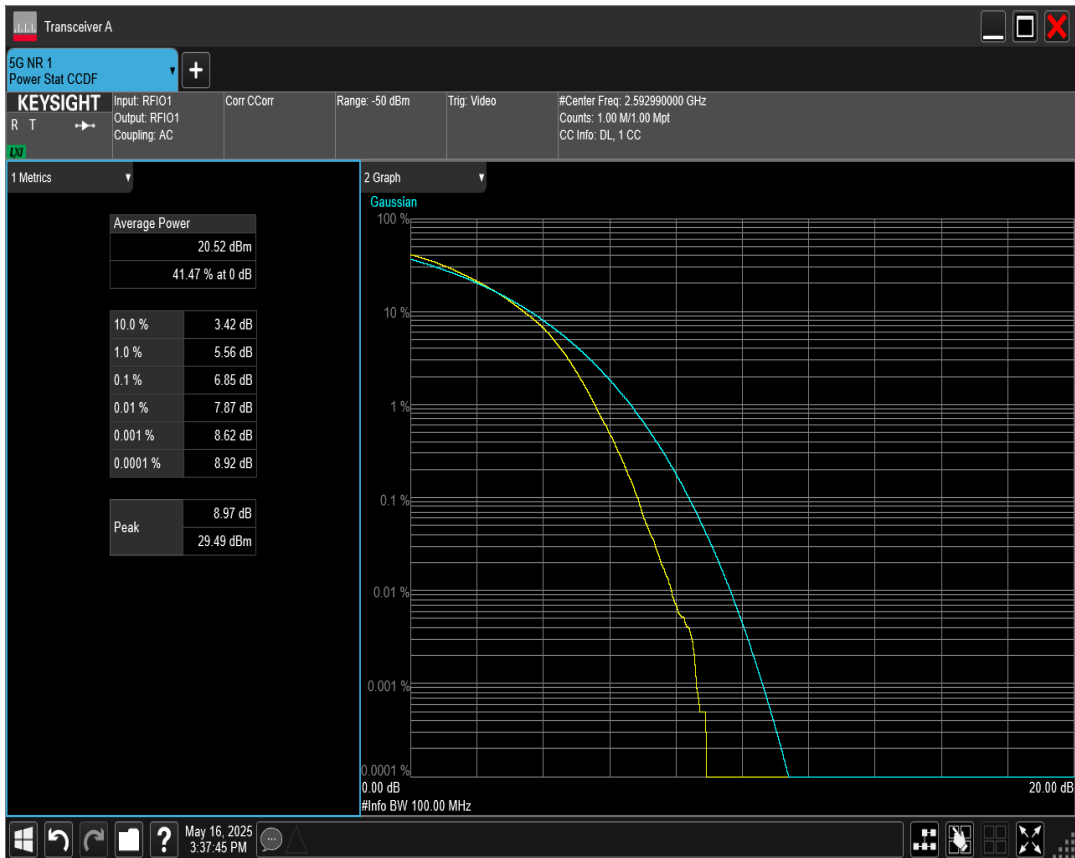 Transceiver A
5G NR 1
Power Stat CCDF
+
KEYSIGHT
R T
LXI
Input: RFIO1
Output: RFIO1
Coupling: AC
Corr CCorr
Range: -50 dBm
Trig: Video
#Center Freq: 2.592990000 GHz
Counts: 1.00 M/1.00 Mpt
CC Info: DL, 1 CC
1 Metrics
Average Power
20.52 dBm
41.47 % at 0 dB
10.0 % 3.42 dB
1.0 % 5.56 dB
0.1 % 6.85 dB
0.01 % 7.87 dB
0.001 % 8.62 dB
0.0001 % 8.92 dB
Peak
8.97 dB
29.49 dBm
2 Graph
Gaussian
100 %
10 %
1 %
0.1 %
0.01 %
0.001 %
0.0001 %
0.00 dB 20.00 dB
#Info BW 100.00 MHz
?
May 16, 2025
3:37:45 PM